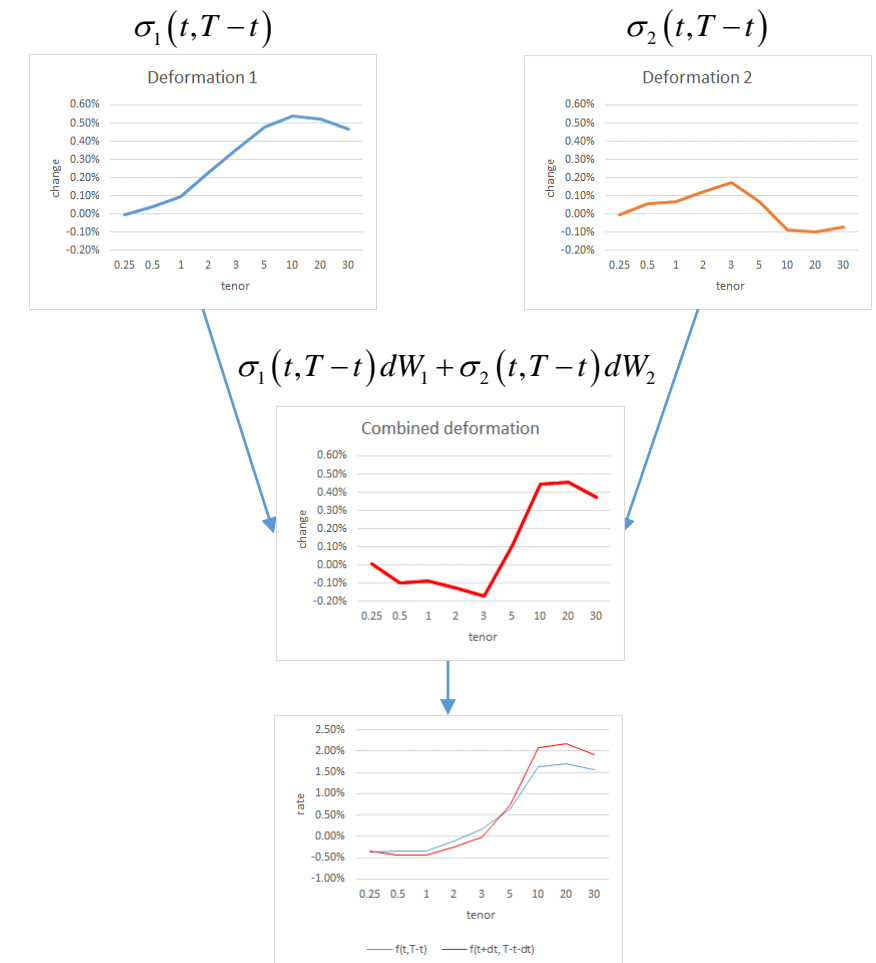 σ₁(t,T−t)
σ₂(t,T−t)
Deformation 1
0.60%
0.50%
0.40%
0.30%
0.20%
0.10%
0.00%
-0.10%
-0.20%
change
0.25 0.5 1 2 3 5 10 20 30
tenor
Deformation 2
0.60%
0.50%
0.40%
0.30%
0.20%
0.10%
0.00%
-0.10%
-0.20%
change
0.25 0.5 1 2 3 5 10 20 30
tenor
σ₁(t,T−t)dW₁+σ₂(t,T−t)dW₂
Combined deformation
0.60%
0.50%
0.40%
0.30%
0.20%
0.10%
0.00%
-0.10%
-0.20%
change
0.25 0.5 1 2 3 5 10 20 30
tenor
2.50%
2.00%
1.50%
1.00%
0.50%
0.00%
-0.50%
-1.00%
rate
0.25 0.5 1 2 3 5 10 20 30
tenor
f(t,T-t) f(t+dt, T-t-dt)